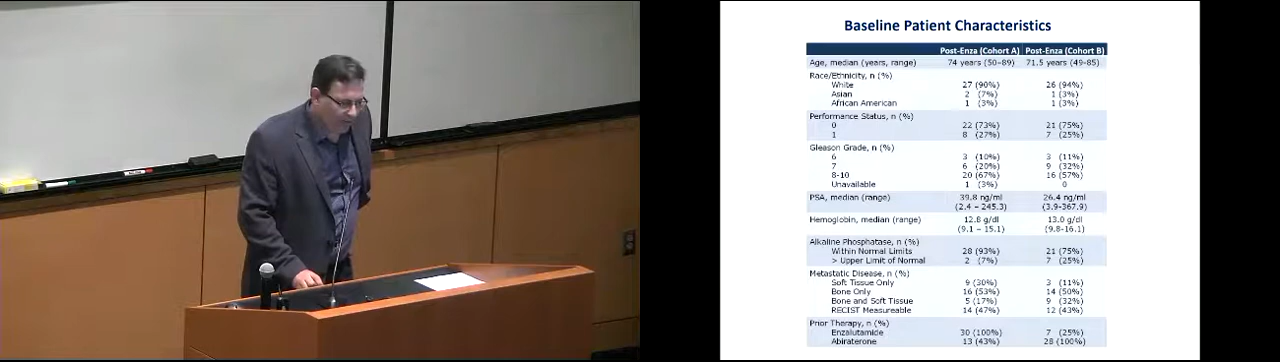 Baseline Patient Characteristics
Post-Enza (Cohort A) Post-Enza (Cohort B)
Age, median (years, range) 74 years (50-89) 71.5 years (49-85)
Race/Ethnicity, n (%)
White 27 (90%) 26 (94%)
Asian 2 (7%) 1 (3%)
African American 1 (3%) 1 (3%)
Performance Status, n (%)
0 22 (73%) 21 (75%)
1 8 (27%) 7 (25%)
Gleason Grade, n (%)
6 3 (10%) 3 (11%)
7 6 (20%) 9 (32%)
8-10 20 (67%) 16 (57%)
Unavailable 1 (3%) 0
PSA, median (range) 39.8 ng/ml 26.4 ng/ml
(2.4 – 245.3) (3.9-367.9)
Hemoglobin, median (range) 12.8 g/dl 13.0 g/dl
(9.1 – 15.1) (9.8-16.1)
Alkaline Phosphatase, n (%)
Within Normal Limits 28 (93%) 21 (75%)
> Upper Limit of Normal 2 (7%) 7 (25%)
Metastatic Disease, n (%)
Soft Tissue Only 9 (30%) 3 (11%)
Bone Only 16 (53%) 14 (50%)
Bone and Soft Tissue 5 (17%) 9 (32%)
RECIST Measureable 14 (47%) 12 (43%)
Prior Therapy, n (%)
Enzalutamide 30 (100%) 7 (25%)
Abiraterone 13 (43%) 28 (100%)